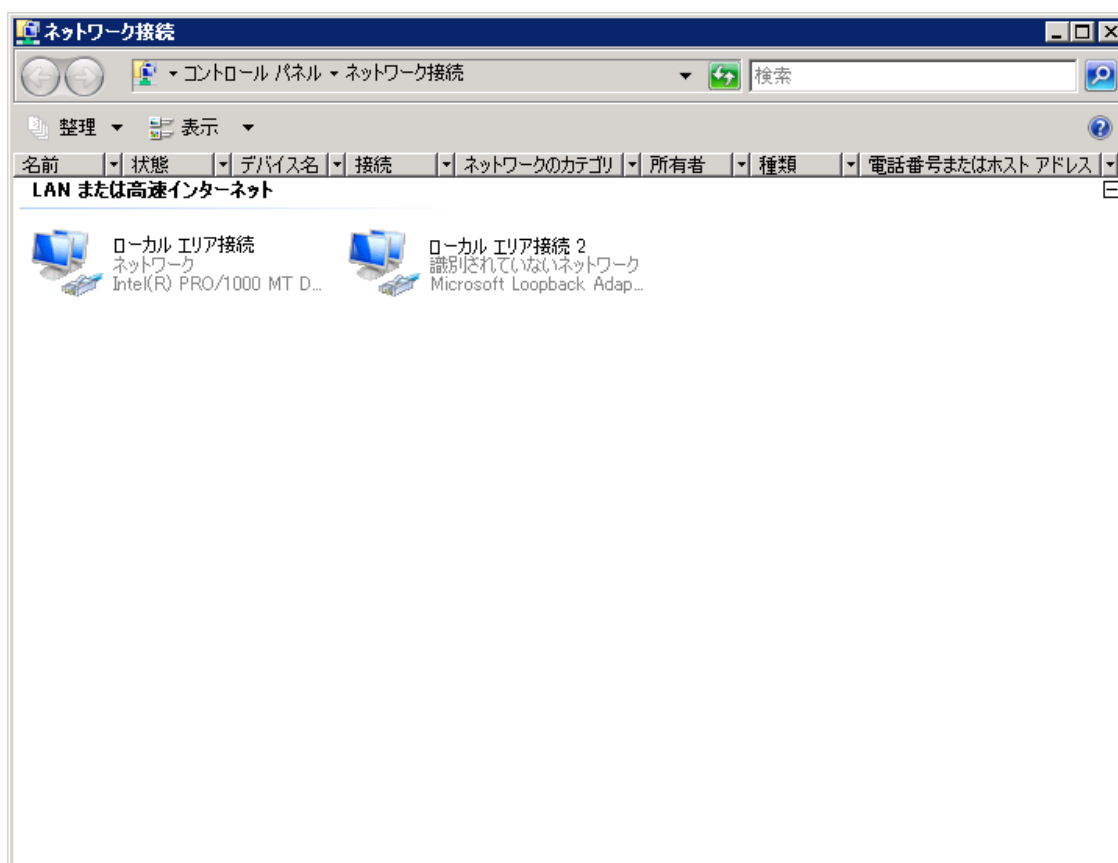 ネットワーク接続
コントロール パネル ネットワーク接続 検索
整理 表示
名前 状態 デバイス名 接続 ネットワークのカテゴリ 所有者 種類 電話番号またはホスト アドレス
LAN または高速インターネット
ローカル エリア接続
ネットワーク
Intel(R) PRO/1000 MT D...
ローカル エリア接続 2
識別されていないネットワーク
Microsoft Loopback Adap...